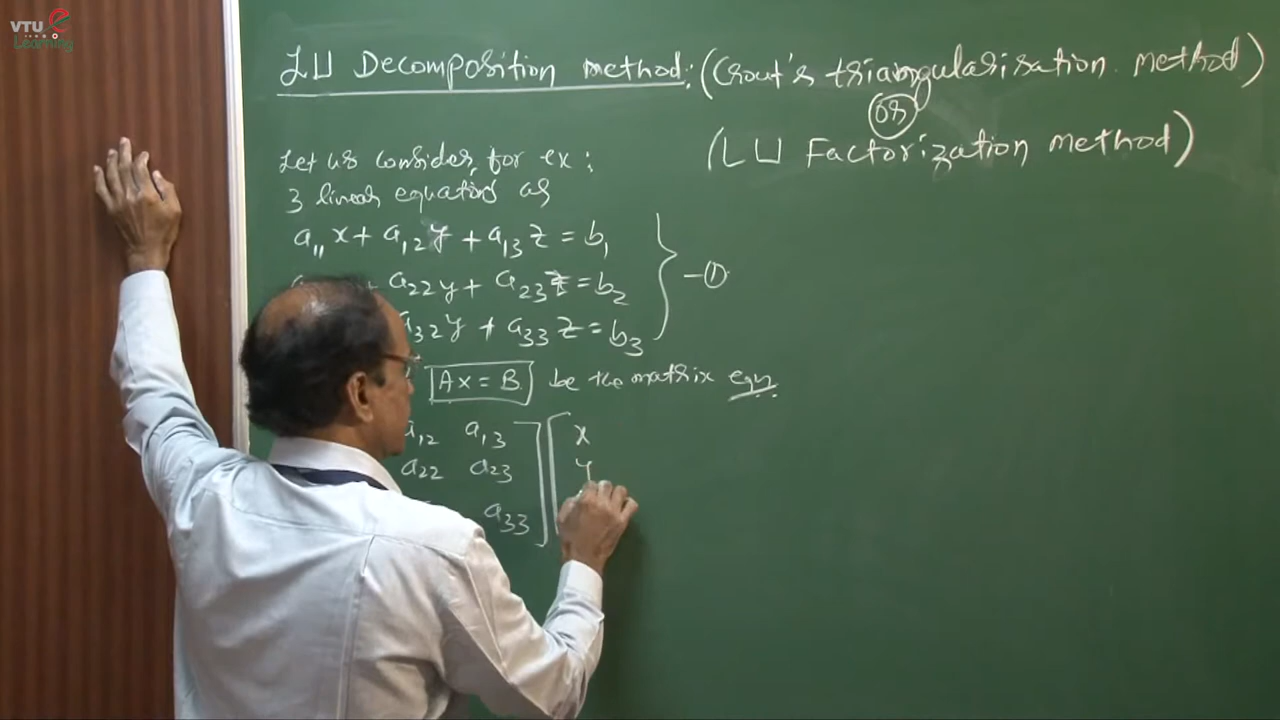 VTU e
Learning
LU Decomposition method: (Crout's triangularisation method)
OR
(LU Factorization method)
Let us consider, for ex:
3 linear equations as
a11 x + a12 y + a13 z = b1
a22 y + a23 z = b2
a32 y + a33 z = b3
} - ①
AX = B be the matrix eqn
a12 a13 x
a22 a23 y
a33